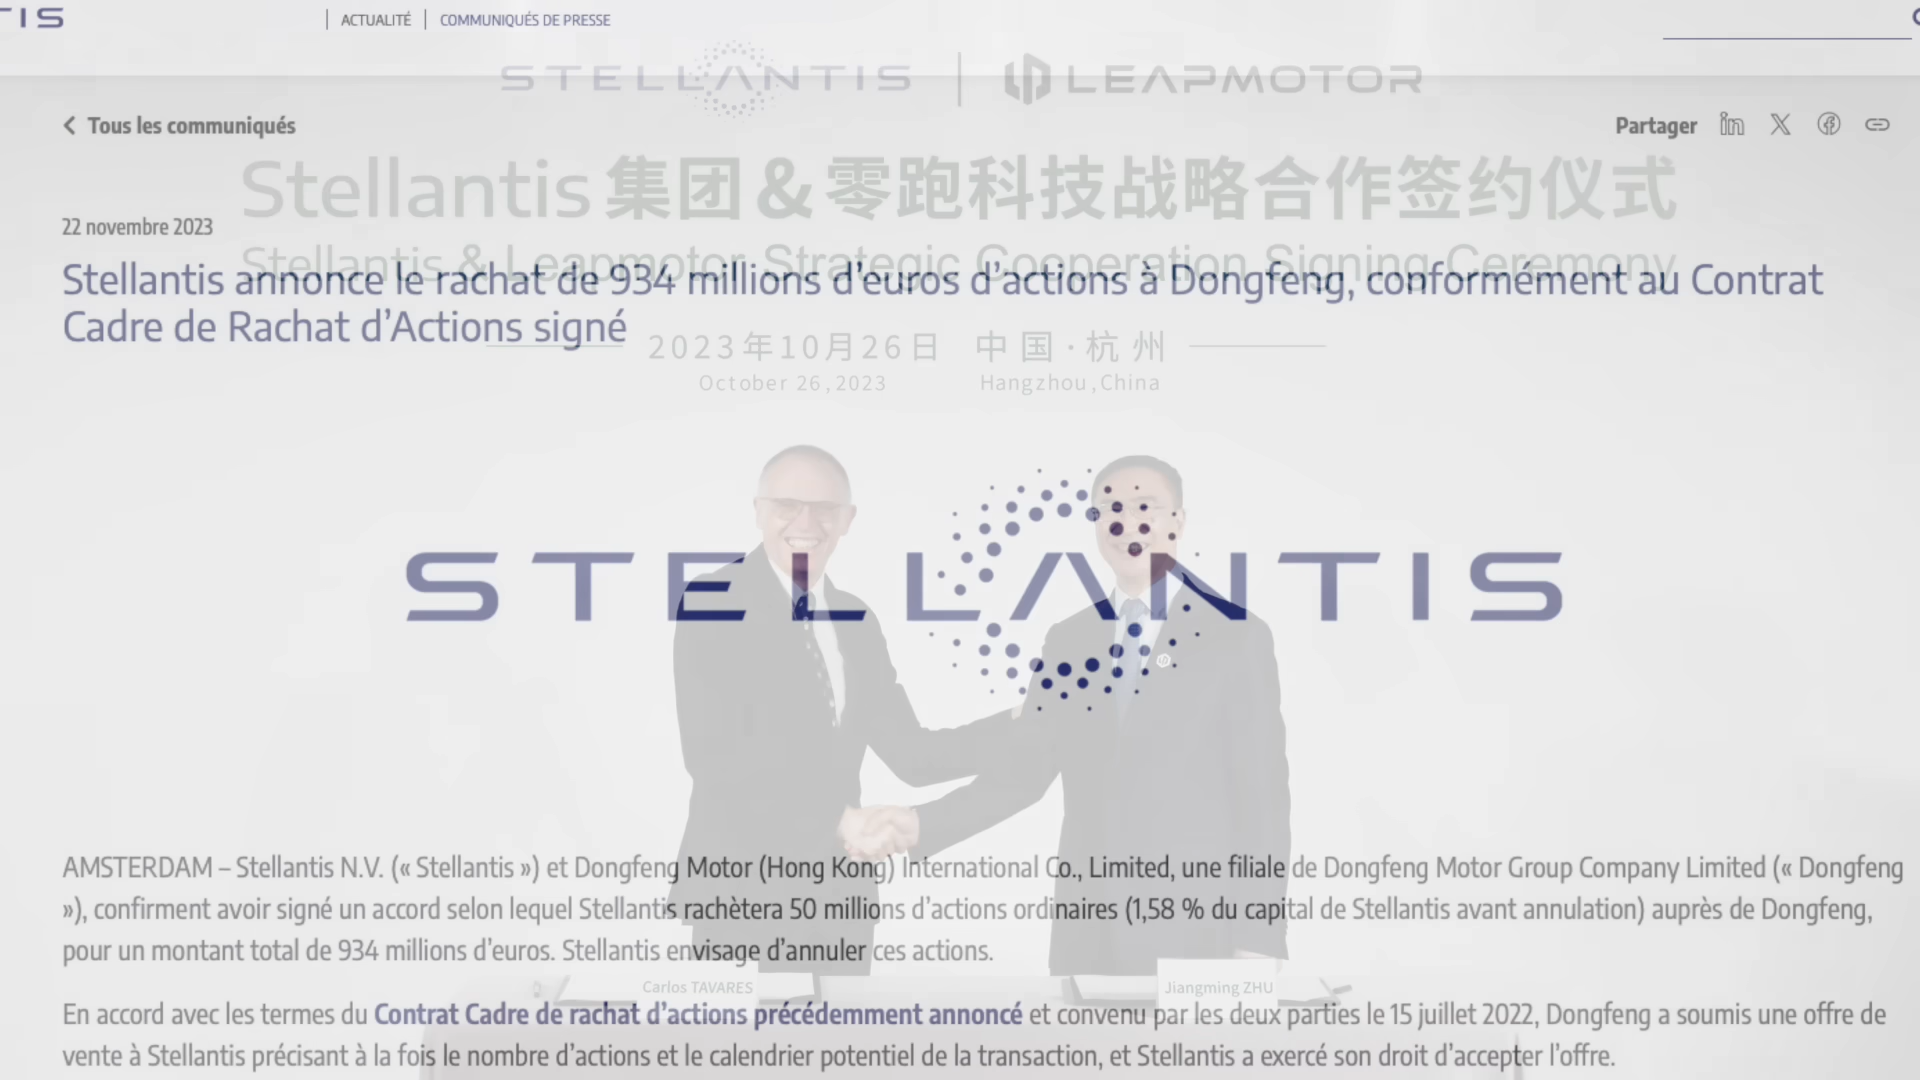 TIS
ACTUALITÉ
COMMUNIQUÉS DE PRESSE
STELLANTIS
LEAPMOTOR
Tous les communiqués
Partager
Stellantis集团&零跑科技战略合作签约仪式
22 novembre 2023
Stellantis & Leapmotor Strategic Cooperation Signing Ceremony
Stellantis annonce le rachat de 934 millions d’euros d’actions à Dongfeng, conformément au Contrat
Cadre de Rachat d’Actions signé
2023年10月26日 中国·杭州
October 26,2023 Hangzhou,China
STELLANTIS
AMSTERDAM – Stellantis N.V. (« Stellantis ») et Dongfeng Motor (Hong Kong) International Co., Limited, une filiale de Dongfeng Motor Group Company Limited (« Dongfeng
»), confirment avoir signé un accord selon lequel Stellantis rachètera 50 millions d’actions ordinaires (1,58 % du capital de Stellantis avant annulation) auprès de Dongfeng,
pour un montant total de 934 millions d’euros. Stellantis envisage d’annuler ces actions.
Carlos TAVARES
Jiangming ZHU
En accord avec les termes du Contrat Cadre de rachat d’actions précédemment annoncé et convenu par les deux parties le 15 juillet 2022, Dongfeng a soumis une offre de
vente à Stellantis précisant à la fois le nombre d’actions et le calendrier potentiel de la transaction, et Stellantis a exercé son droit d’accepter l’offre.